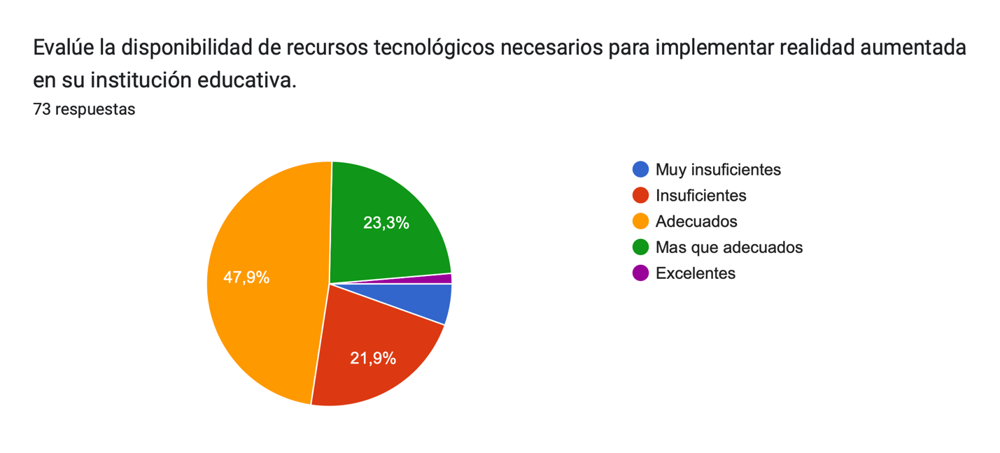 Evalúe la disponibilidad de recursos tecnológicos necesarios para implementar realidad aumentada
en su institución educativa.
73 respuestas
23,3%
47,9%
21,9%
Muy insuficientes
Insuficientes
Adecuados
Mas que adecuados
Excelentes